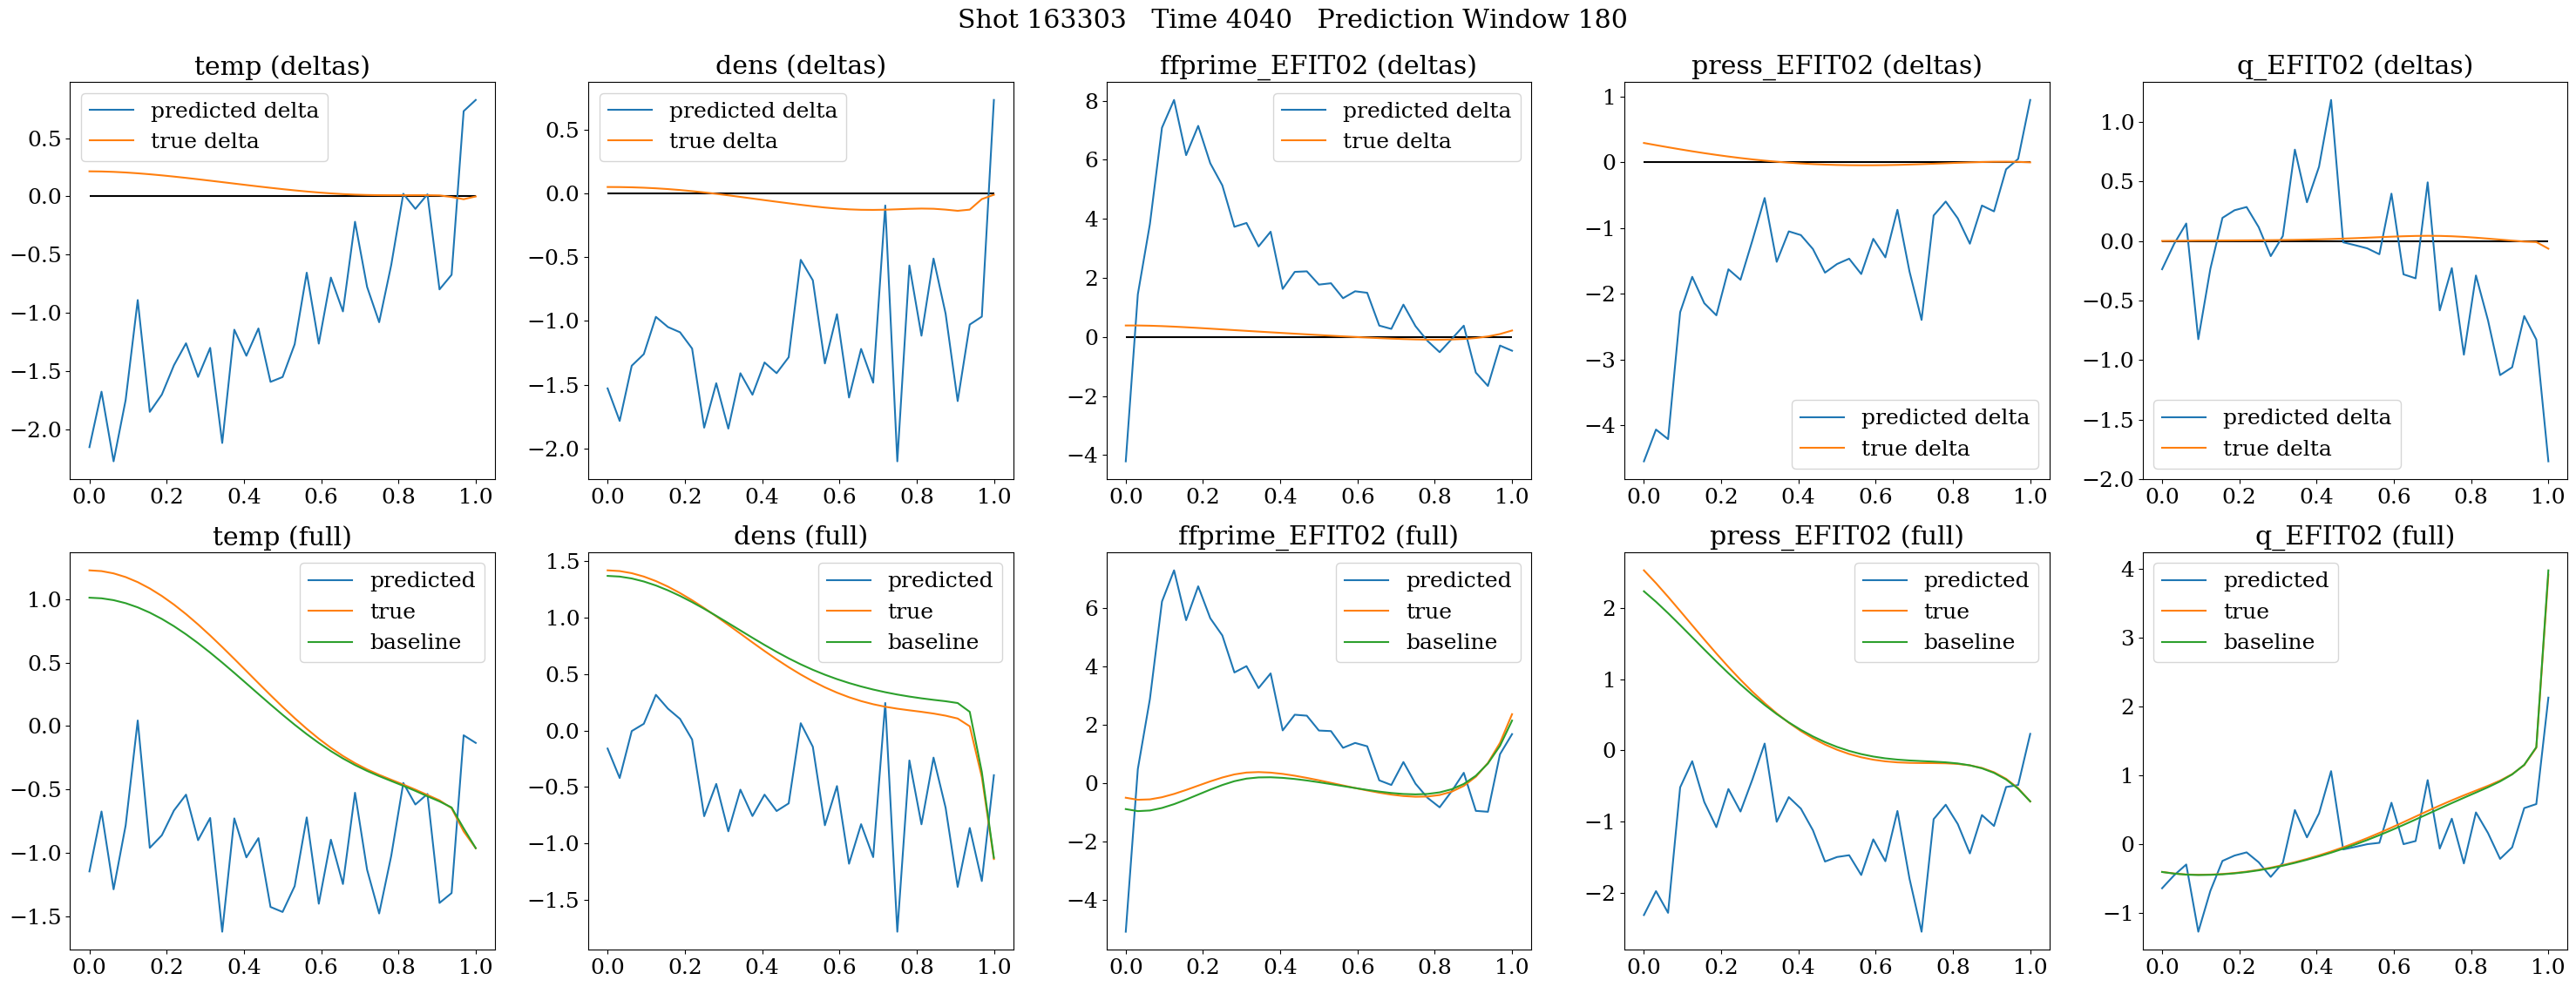 Shot 163303   Time 4040   Prediction Window 180
temp (deltas)
predicted delta
true delta
0.5
0.0
−0.5
−1.0
−1.5
−2.0
0.0 0.2 0.4 0.6 0.8 1.0
dens (deltas)
predicted delta
true delta
0.5
0.0
−0.5
−1.0
−1.5
−2.0
0.0 0.2 0.4 0.6 0.8 1.0
ffprime_EFIT02 (deltas)
predicted delta
true delta
8
6
4
2
0
−2
−4
0.0 0.2 0.4 0.6 0.8 1.0
press_EFIT02 (deltas)
1
0
−1
−2
−3
−4
predicted delta
true delta
0.0 0.2 0.4 0.6 0.8 1.0
q_EFIT02 (deltas)
1.0
0.5
0.0
−0.5
−1.0
−1.5
−2.0
predicted delta
true delta
0.0 0.2 0.4 0.6 0.8 1.0
temp (full)
predicted
true
baseline
1.0
0.5
0.0
−0.5
−1.0
−1.5
0.0 0.2 0.4 0.6 0.8 1.0
dens (full)
predicted
true
baseline
1.5
1.0
0.5
0.0
−0.5
−1.0
−1.5
0.0 0.2 0.4 0.6 0.8 1.0
ffprime_EFIT02 (full)
predicted
true
baseline
6
4
2
0
−2
−4
0.0 0.2 0.4 0.6 0.8 1.0
press_EFIT02 (full)
predicted
true
baseline
2
1
0
−1
−2
0.0 0.2 0.4 0.6 0.8 1.0
q_EFIT02 (full)
predicted
true
baseline
4
3
2
1
0
−1
0.0 0.2 0.4 0.6 0.8 1.0